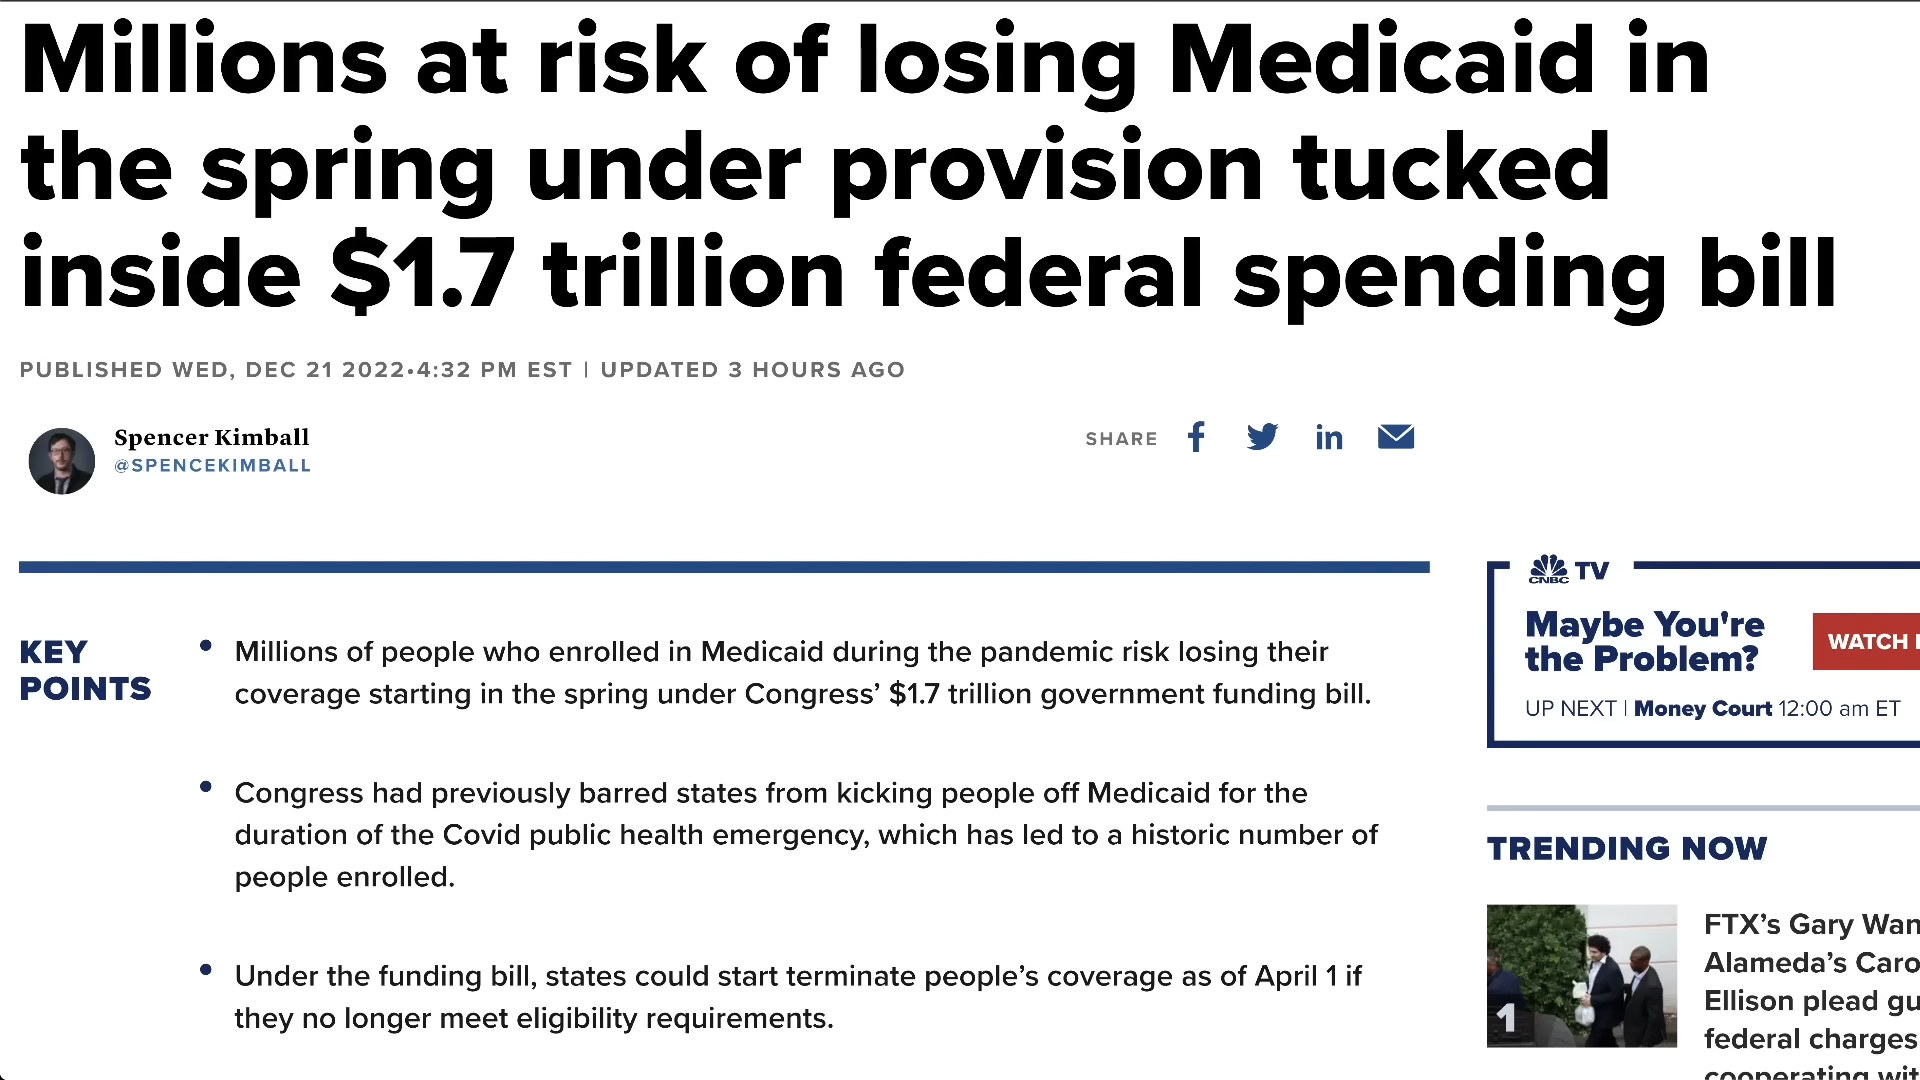 Millions at risk of losing Medicaid in
the spring under provision tucked
inside $1.7 trillion federal spending bill
PUBLISHED WED, DEC 21 2022•4:32 PM EST | UPDATED 3 HOURS AGO
Spencer Kimball
@SPENCEKIMBALL
SHARE
KEY
POINTS
• Millions of people who enrolled in Medicaid during the pandemic risk losing their
coverage starting in the spring under Congress’ $1.7 trillion government funding bill.
• Congress had previously barred states from kicking people off Medicaid for the
duration of the Covid public health emergency, which has led to a historic number of
people enrolled.
• Under the funding bill, states could start terminate people’s coverage as of April 1 if
they no longer meet eligibility requirements.
CNBC TV
Maybe You're
the Problem?
WATCH
UP NEXT | Money Court 12:00 am ET
TRENDING NOW
1
FTX’s Gary Wan
Alameda’s Caro
Ellison plead gu
federal charges
cooperating wit